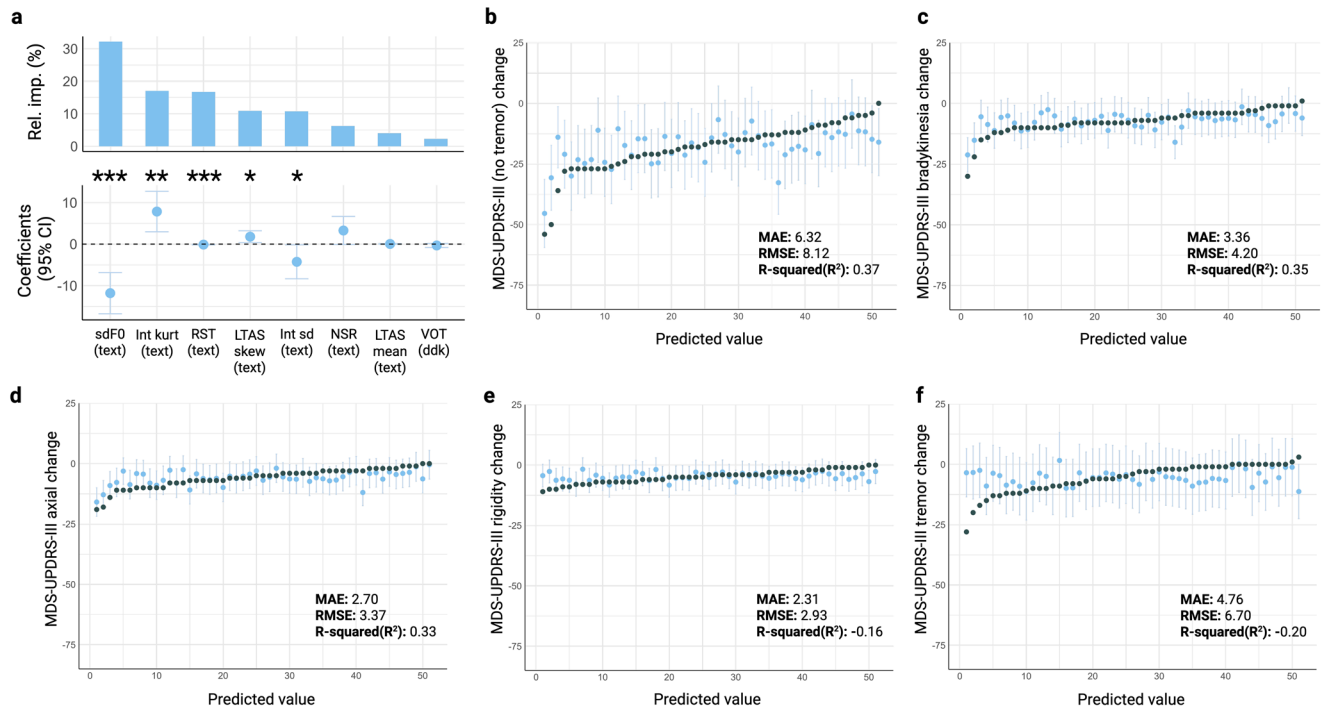 a
Rel. imp. (%)
30
20
10
0
*** ** *** * *
Coefficients
(95% CI)
10
0
-10
sdF0
(text)
Int kurt
(text)
RST
(text)
LTAS
skew
(text)
Int sd
(text)
NSR
(text)
LTAS
mean
(text)
VOT
(ddk)
b
MDS-UPDRS-III (no tremor) change
25
0
-25
-50
-75
MAE: 6.32
RMSE: 8.12
R-squared(R²): 0.37
0 10 20 30 40 50
Predicted value
c
MDS-UPDRS-III bradykinesia change
25
0
-25
-50
-75
MAE: 3.36
RMSE: 4.20
R-squared(R²): 0.35
0 10 20 30 40 50
Predicted value
d
MDS-UPDRS-III axial change
25
0
-25
-50
-75
MAE: 2.70
RMSE: 3.37
R-squared(R²): 0.33
0 10 20 30 40 50
Predicted value
e
MDS-UPDRS-III rigidity change
25
0
-25
-50
-75
MAE: 2.31
RMSE: 2.93
R-squared(R²): -0.16
0 10 20 30 40 50
Predicted value
f
MDS-UPDRS-III tremor change
25
0
-25
-50
-75
MAE: 4.76
RMSE: 6.70
R-squared(R²): -0.20
0 10 20 30 40 50
Predicted value